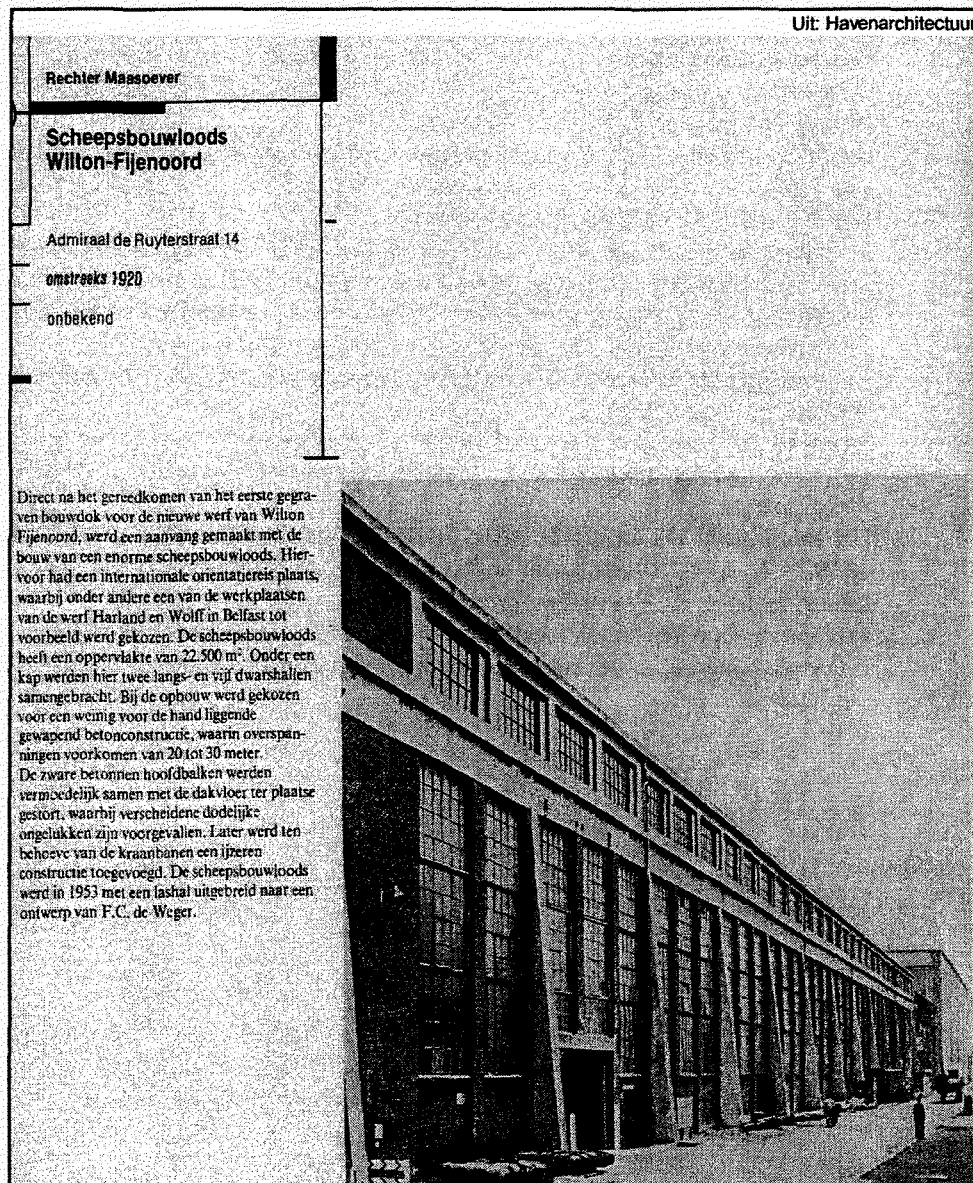 Uit: Havenarchitectuur
Rechter Maasoever
Scheepsbouwloods
Wilton-Fijenoord
Admiraal de Ruyterstraat 14
omstreeks 1920
onbekend
Direct na het gereedkomen van het eerste gegra-
ven bouwdok voor de nieuwe werf van Wilton
Fijenoord, werd een aanvang gemaakt met de
bouw van een enorme scheepsbouwloods. Hier-
voor had een internationale orientatiereis plaats,
waarbij onder andere een van de werkplaatsen
van de werf Harland en Wolff in Belfast tot
voorbeeld werd gekozen. De scheepsbouwloods
heeft een oppervlakte van 22.500 m². Onder een
kap werden hier twee langs- en vijf dwarshallen
samengebracht. Bij de opbouw werd gekozen
voor een weinig voor de hand liggende
gewapend betonconstructie, waarin overspan-
ningen voorkomen van 20 tot 30 meter.
De zware betonnen hoofdbalken werden
vermoedelijk samen met de dakvloer ter plaatse
gestort, waarbij verscheidene dodelijke
ongelukken zijn voorgevallen. Later werd ten
behoeve van de kraanbanen een ijzeren
constructie toegevoegd. De scheepsbouwloods
werd in 1953 met een lashal uitgebreid naar een
ontwerp van F.C. de Weger.